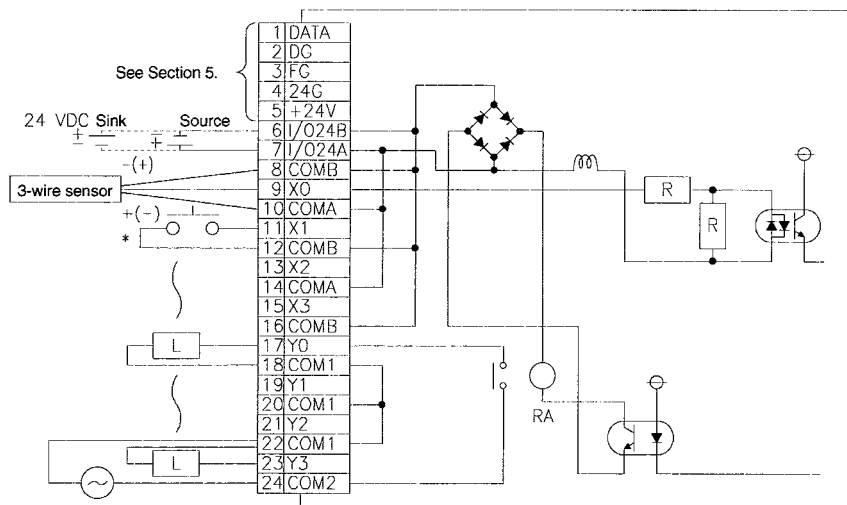 1 DATA
2 DG
See Section 5.
3 FG
4 24G
5 +24V
24 VDC Sink Source
6 I/O24B
7 I/O24A
-(+)
8 COMB
3-wire sensor
9 X0
R
10 COMA
+(-)
11 X1
R
*
12 COMB
13 X2
14 COMA
15 X3
16 COMB
L
17 Y0
18 COM1
19 Y1
20 COM1
RA
21 Y2
22 COM1
L
23 Y3
24 COM2